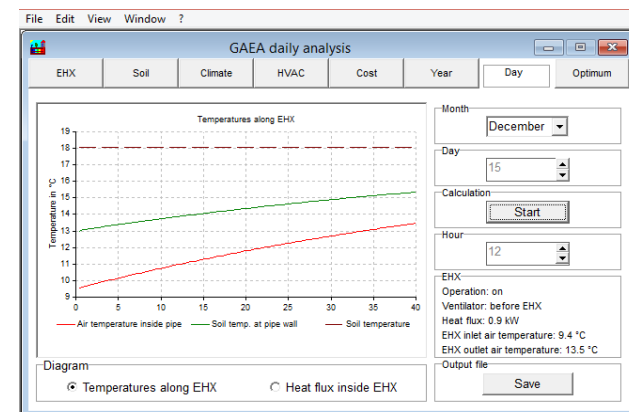 File Edit View Window ?
GAEA daily analysis
EHX Soil Climate HVAC Cost Year Day Optimum
Temperatures along EHX
Temperature in °C
19
18
17
16
15
14
13
12
11
10
9
0 5 10 15 20 25 30 35 40
Air temperature inside pipe Soil temp. at pipe wall Soil temperature
Diagram
Temperatures along EHX Heat flux inside EHX
Month
December
Day
15
Calculation
Start
Hour
12
EHX
Operation: on
Ventilator: before EHX
Heat flux: 0.9 kW
EHX inlet air temperature: 9.4 °C
EHX outlet air temperature: 13.5 °C
Output file
Save